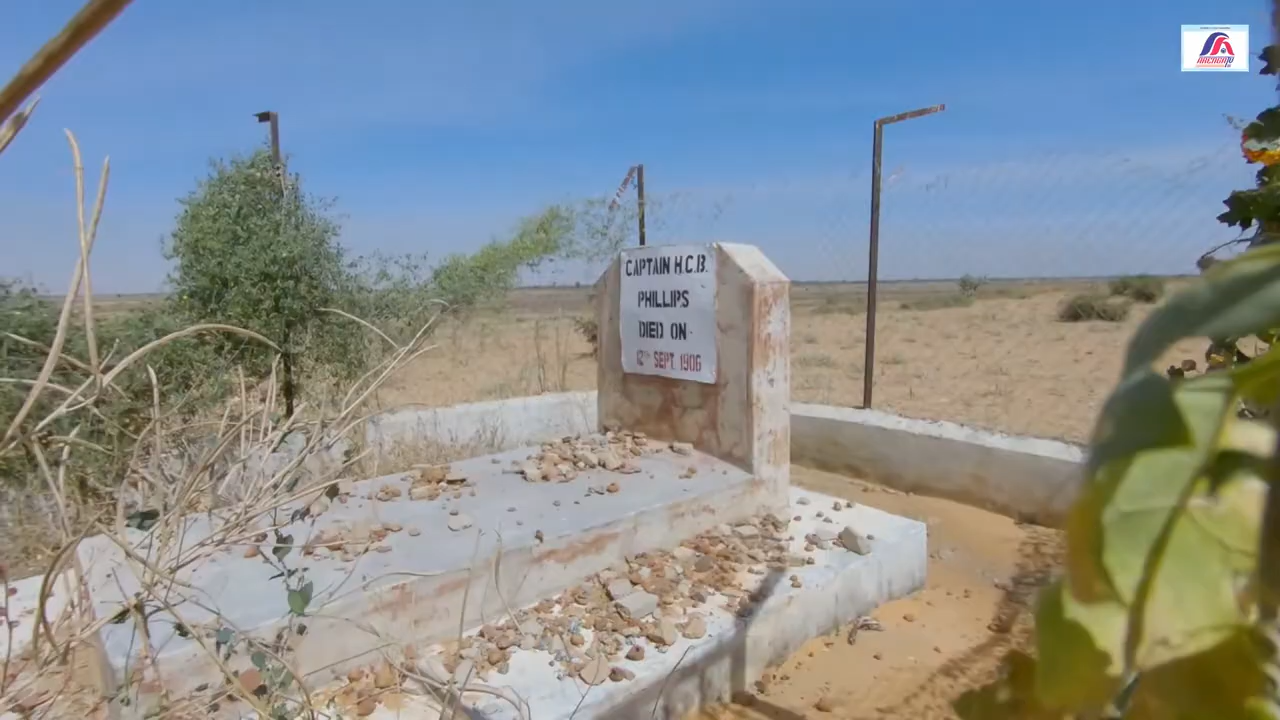 CAPTAIN H.C.B.
PHILLIPS
DIED ON
12TH SEPT. 1906